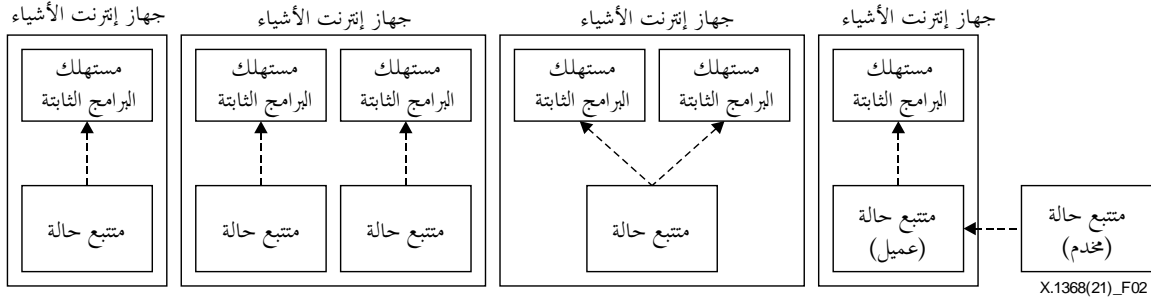 جهاز إنترنت الأشياء
جهاز إنترنت الأشياء
جهاز إنترنت الأشياء
جهاز إنترنت الأشياء
مستهلك
البرامج الثابتة
مستهلك
البرامج الثابتة
مستهلك
البرامج الثابتة
مستهلك
البرامج الثابتة
مستهلك
البرامج الثابتة
مستهلك
البرامج الثابتة
متتبع حالة
(مخدم)
متتبع حالة
(عميل)
متتبع حالة
متتبع حالة
متتبع حالة
متتبع حالة
X.1368(21)_F02